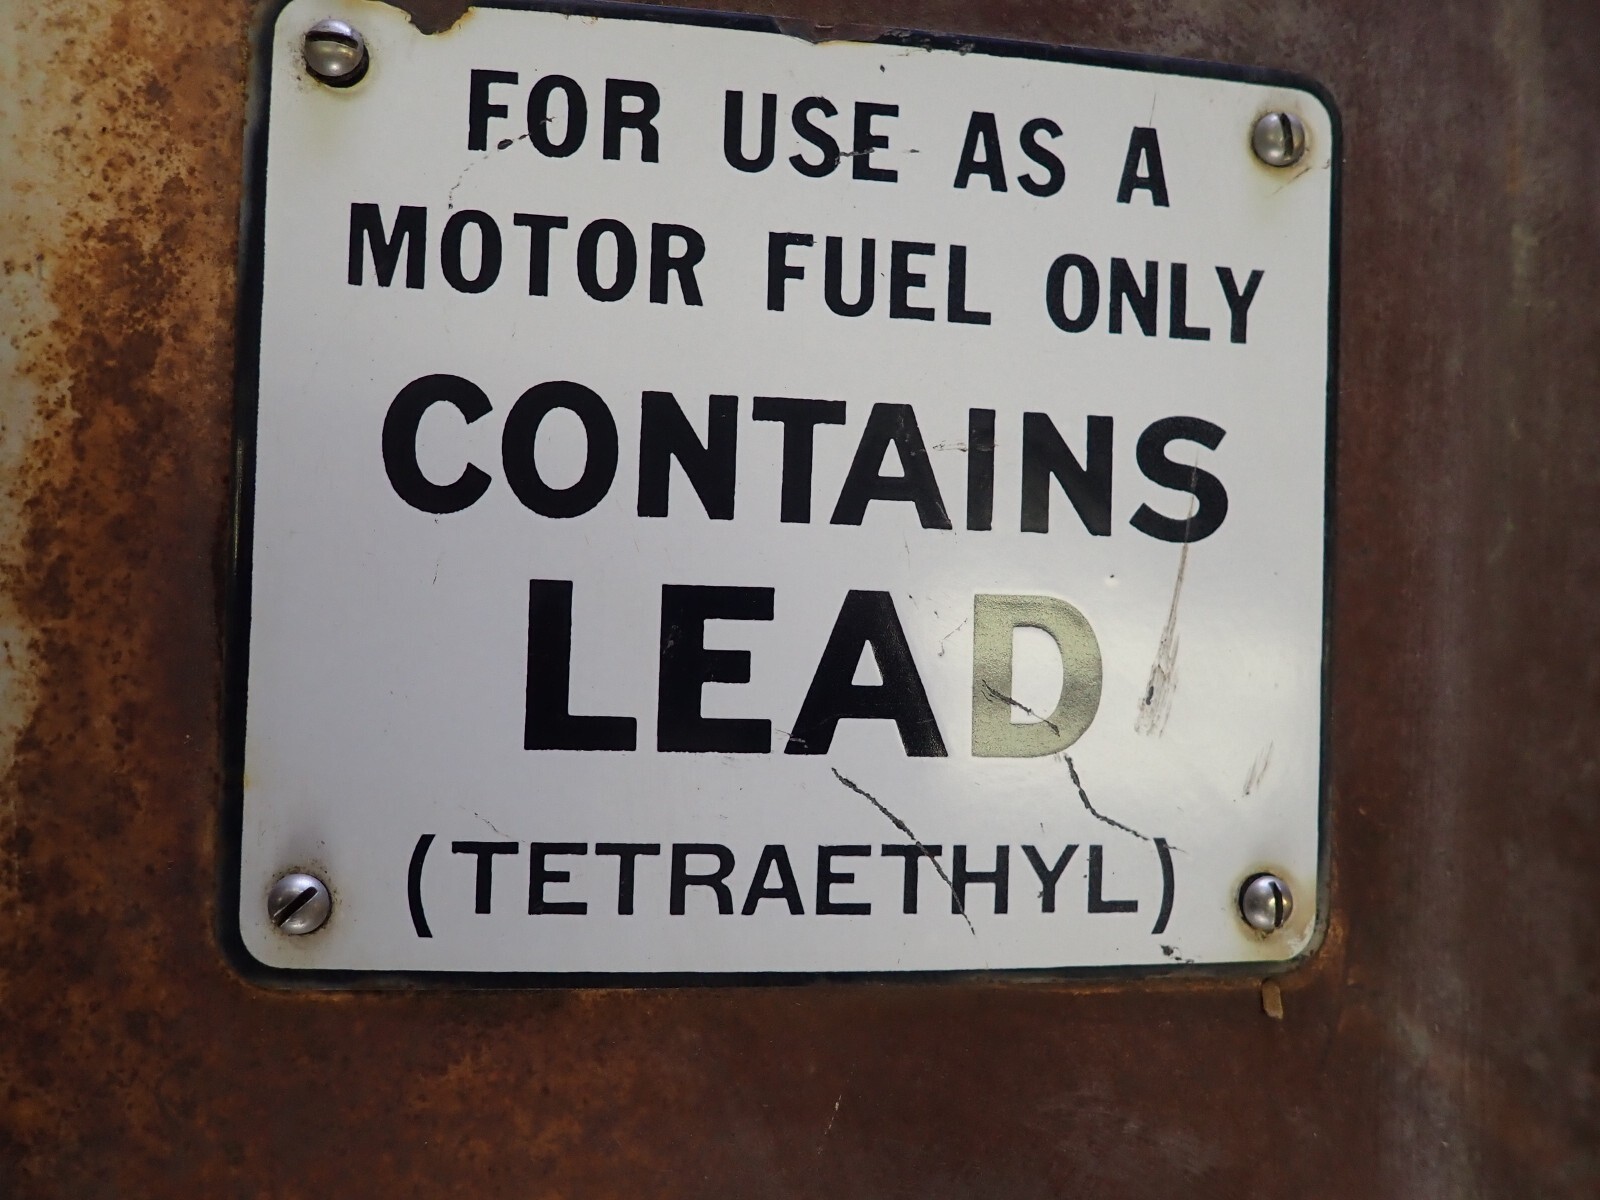 FOR USE AS A
MOTOR FUEL ONLY
CONTAINS
LEAD
(TETRAETHYL)